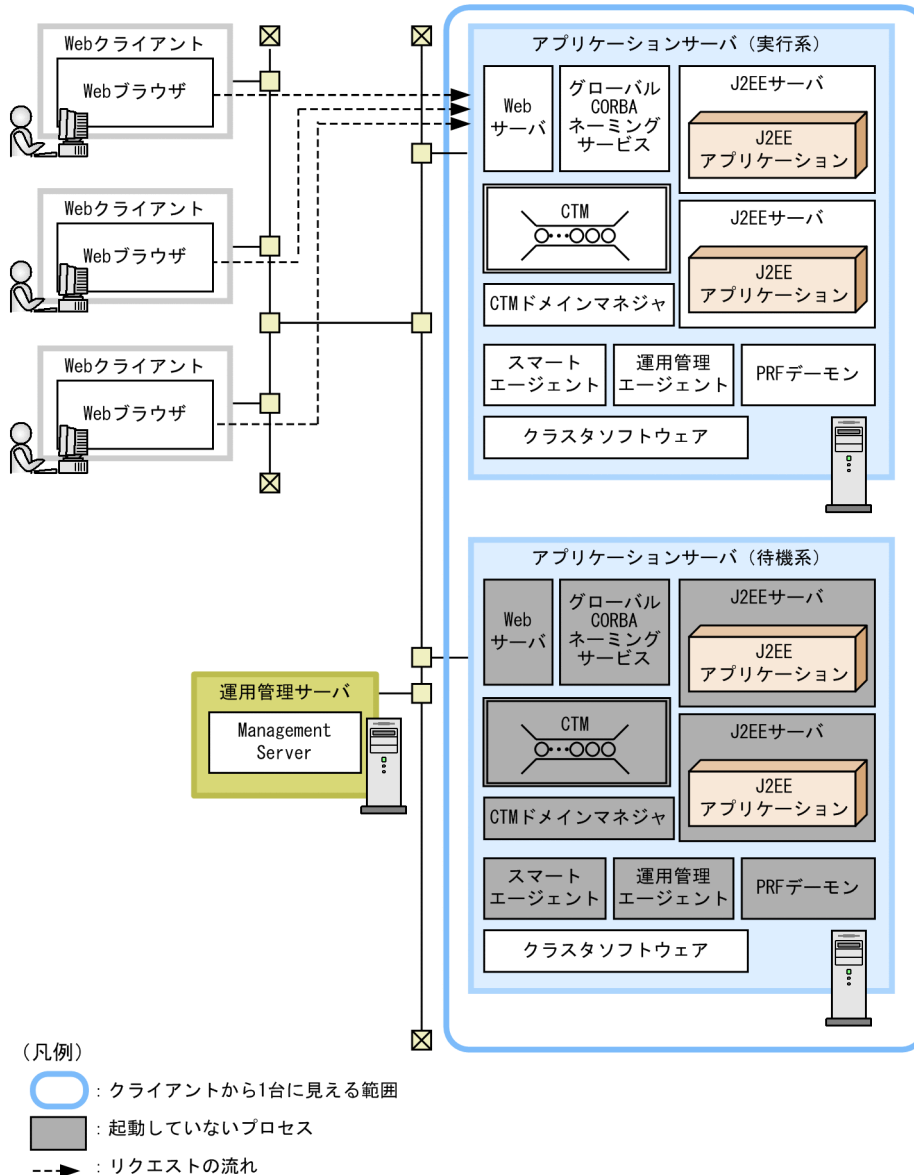 Webクライアント
Webブラウザ
Webクライアント
Webブラウザ
Webクライアント
Webブラウザ
アプリケーションサーバ（実行系）
Web
サーバ
グローバル
CORBA
ネーミング
サービス
J2EEサーバ
J2EE
アプリケーション
CTM
J2EEサーバ
J2EE
アプリケーション
CTMドメインマネジャ
スマート
エージェント
運用管理
エージェント
PRFデーモン
クラスタソフトウェア
アプリケーションサーバ（待機系）
Web
サーバ
グローバル
CORBA
ネーミング
サービス
J2EEサーバ
J2EE
アプリケーション
CTM
J2EEサーバ
J2EE
アプリケーション
CTMドメインマネジャ
スマート
エージェント
運用管理
エージェント
PRFデーモン
クラスタソフトウェア
運用管理サーバ
Management
Server
（凡例）
：クライアントから1台に見える範囲
：起動していないプロセス
：リクエストの流れ